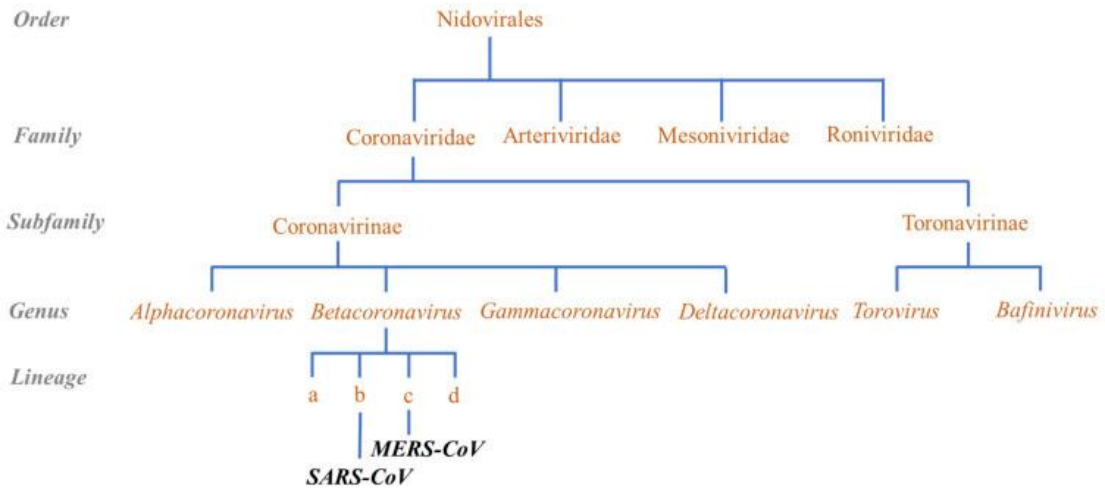 Order Nidovirales
Family Coronaviridae Arteriviridae Mesoniviridae Roniviridae
Subfamily Coronavirinae Toronavirinae
Genus Alphacoronavirus Betacoronavirus Gammacoronavirus Deltacoronavirus Torovirus Bafinivirus
Lineage a b c d
MERS-CoV
SARS-CoV